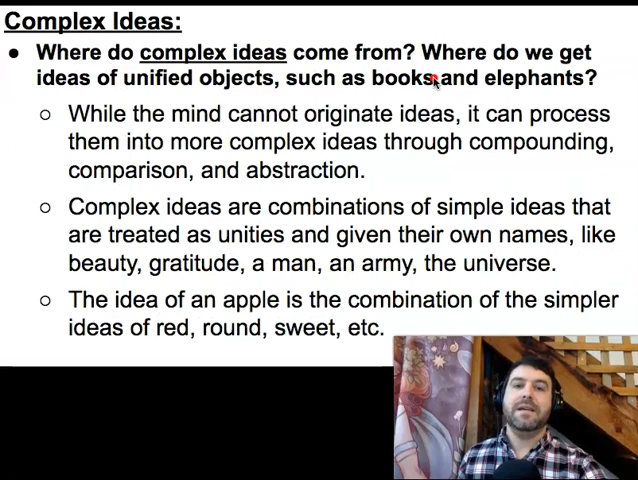 Complex Ideas:
● Where do complex ideas come from? Where do we get
ideas of unified objects, such as books and elephants?
○ While the mind cannot originate ideas, it can process
them into more complex ideas through compounding,
comparison, and abstraction.
○ Complex ideas are combinations of simple ideas that
are treated as unities and given their own names, like
beauty, gratitude, a man, an army, the universe.
○ The idea of an apple is the combination of the simpler
ideas of red, round, sweet, etc.